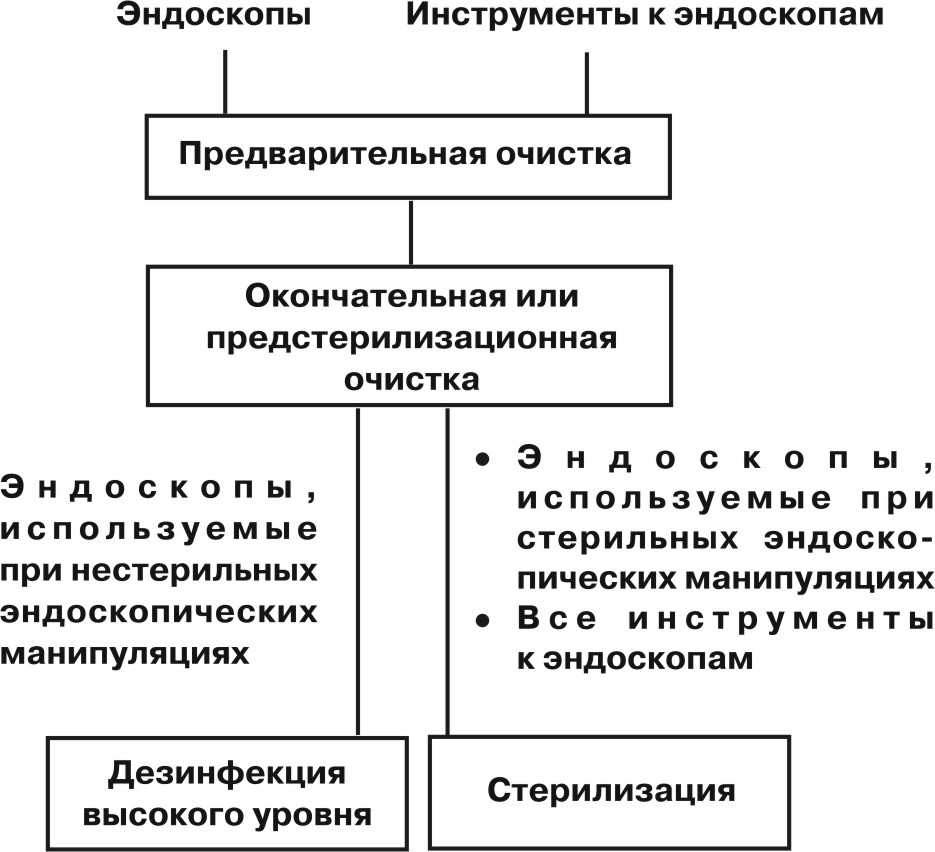 Эндоскопы
Инструменты к эндоскопам
Предварительная очистка
Окончательная или
предстерилизационная
очистка
Эндоскопы,
используемые
при нестерильных
эндоскопических
манипуляциях
● Эндоскопы,
используемые при
стерильных эндоско-
пических манипуляциях
● Все инструменты
к эндоскопам
Дезинфекция
высокого уровня
Стерилизация